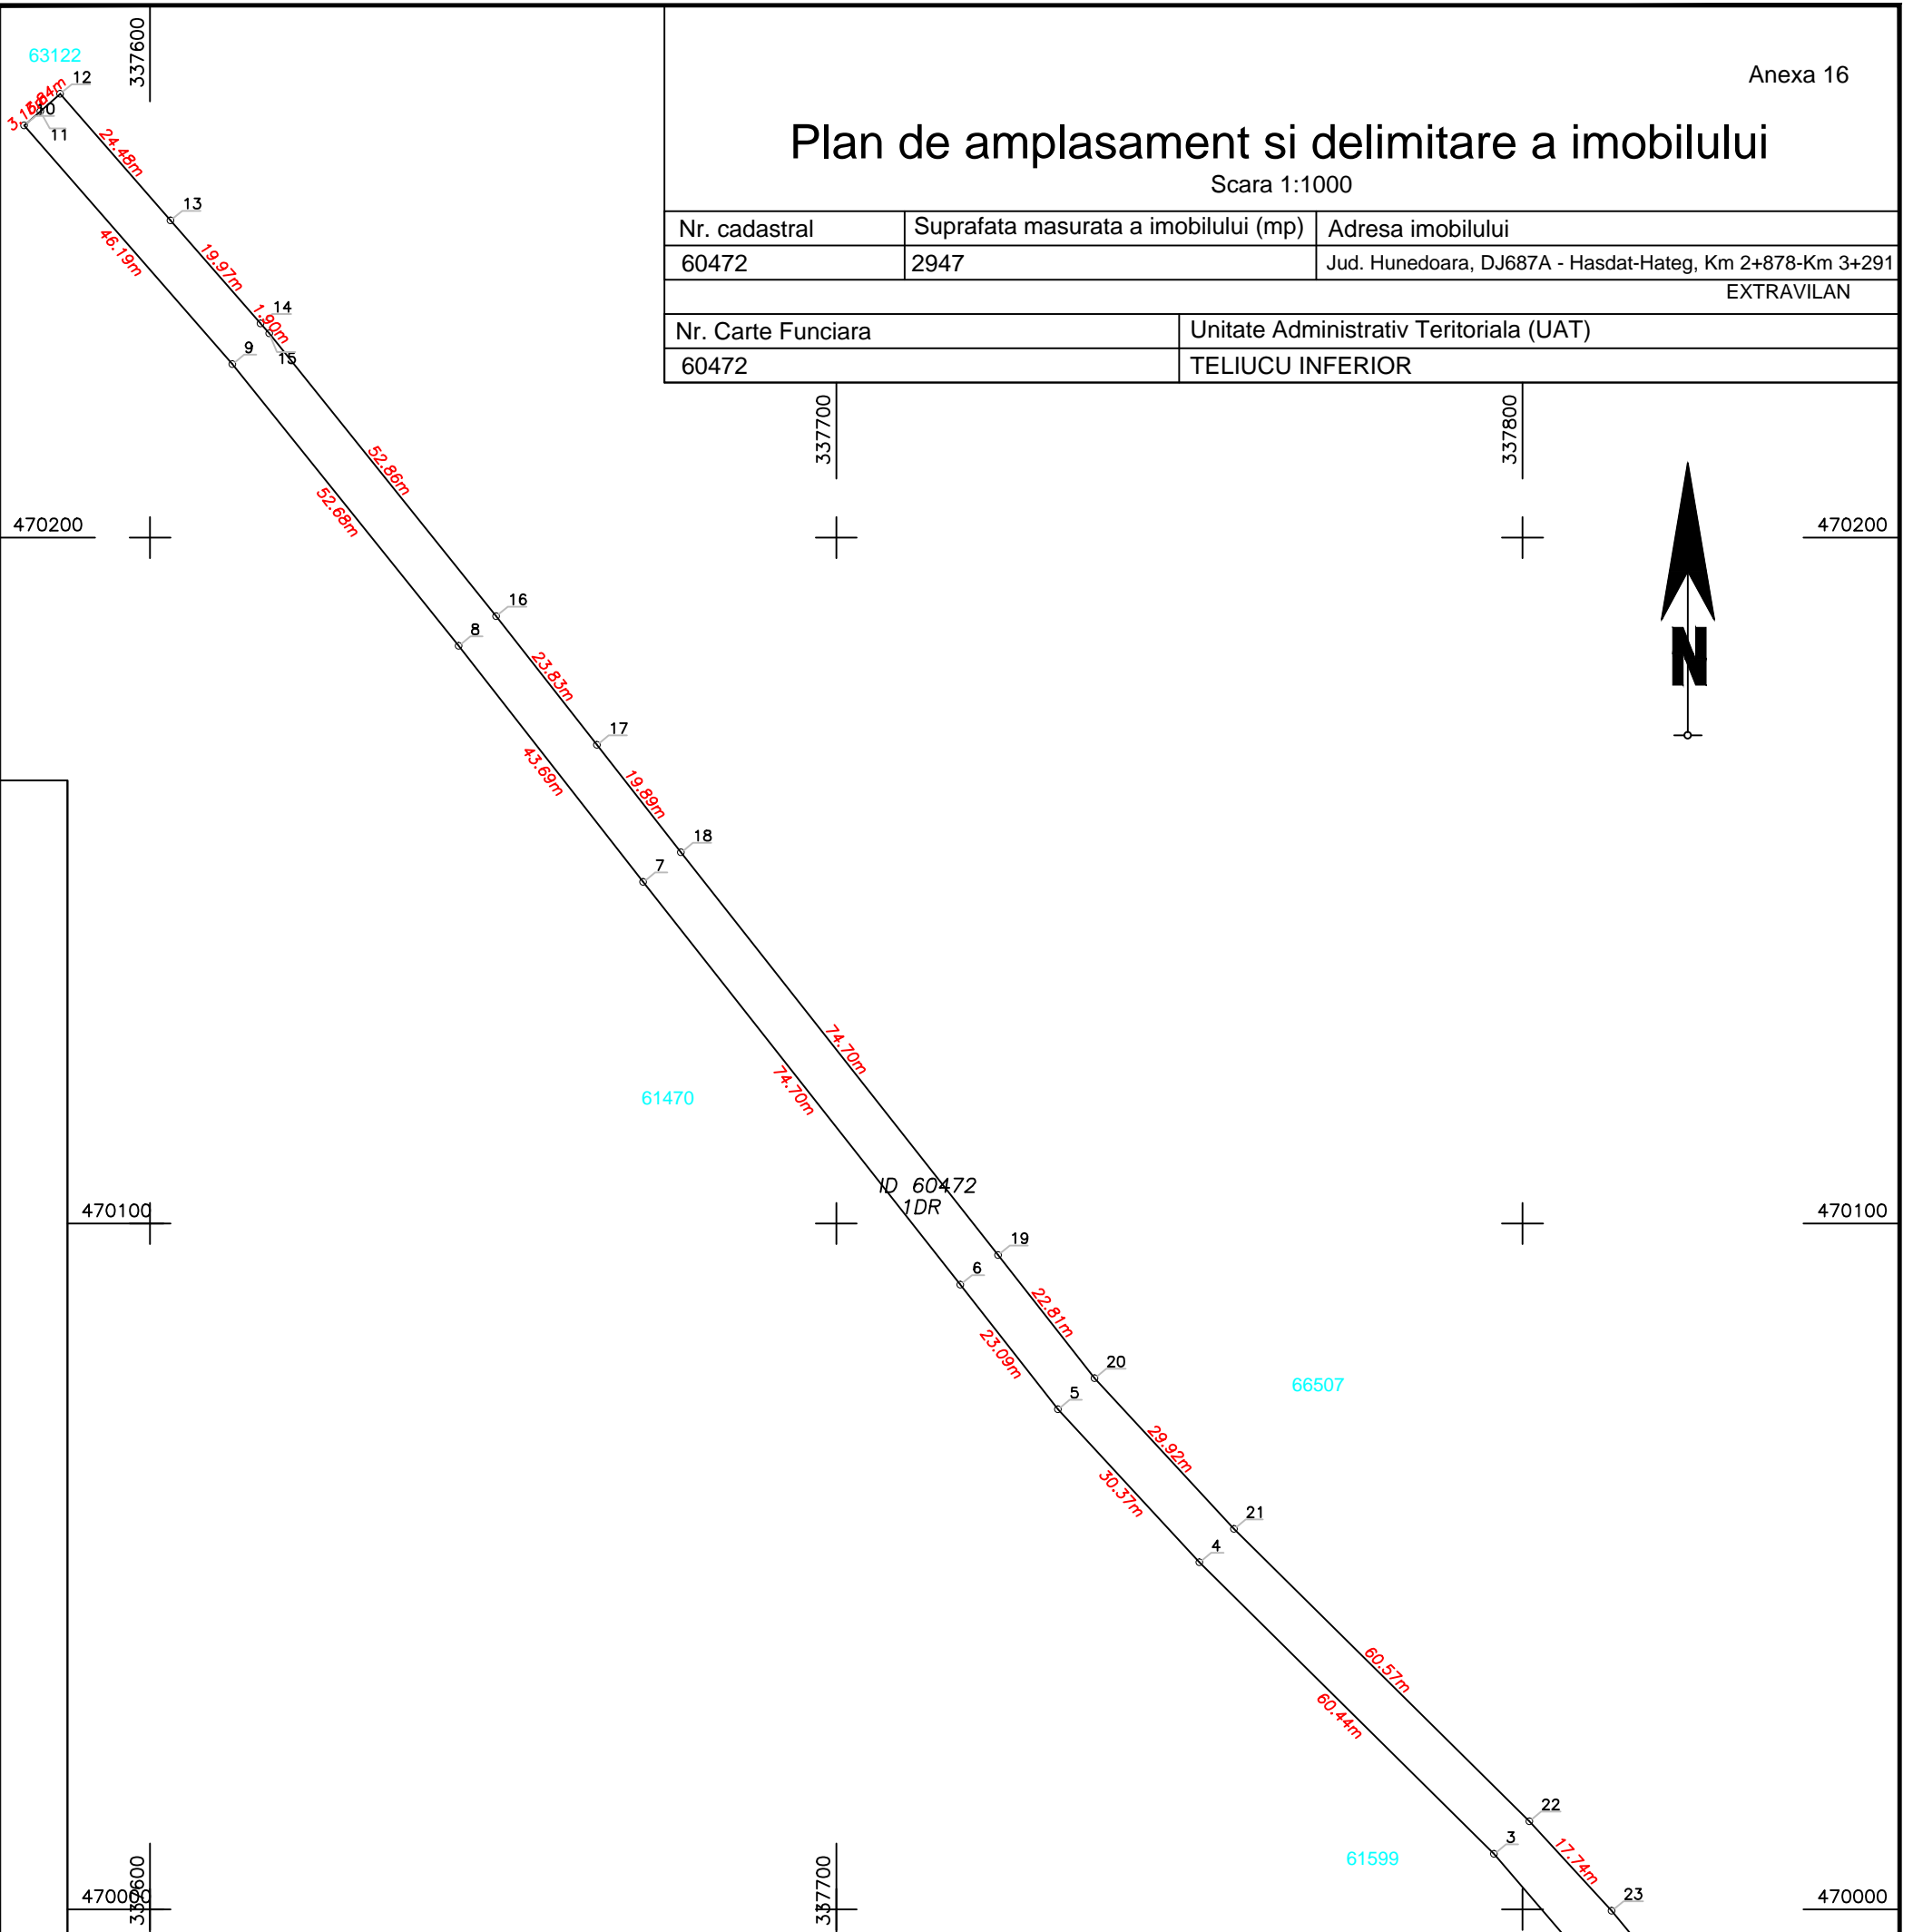 Anexa 16
Plan de amplasament si delimitare a imobilului
Scara 1:1000
Nr. cadastral
Suprafata masurata a imobilului (mp)
Adresa imobilului
60472
2947
Jud. Hunedoara, DJ687A - Hasdat-Hateg, Km 2+878-Km 3+291
EXTRAVILAN
Nr. Carte Funciara
Unitate Administrativ Teritoriala (UAT)
60472
TELIUCU INFERIOR
337600
63122
12
10
11
24.48m
13
46.19m
19.97m
14
1.90m
15
9
337700
337800
52.86m
52.68m
470200
470200
16
8
N
23.83m
17
43.69m
19.89m
18
7
74.70m
74.70m
61470
ID 60472
1DR
470100
470100
19
6
22.81m
23.09m
20
66507
5
29.92m
30.37m
21
4
60.57m
60.44m
22
3
17.74m
61599
337600
337700
470000
470000
23